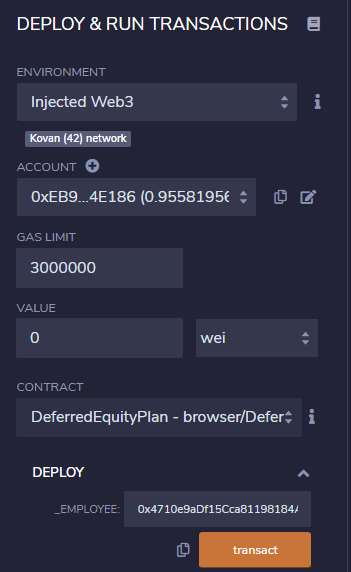 DEPLOY & RUN TRANSACTIONS
ENVIRONMENT
Injected Web3
Kovan (42) network
ACCOUNT
0xEB9...4E186 (0.95581956
GAS LIMIT
3000000
VALUE
0 wei
CONTRACT
DeferredEquityPlan - browser/Defer
DEPLOY
_EMPLOYEE: 0x4710e9aDf15Cca81198184
transact